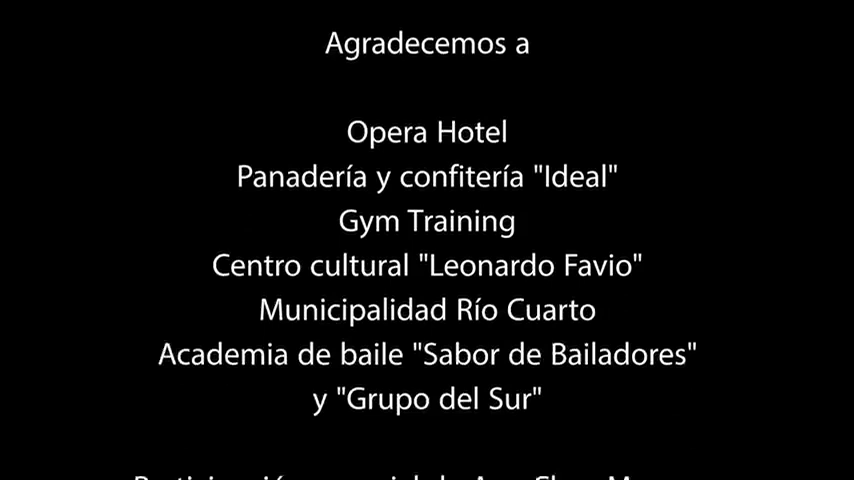 Agradecemos a
Opera Hotel
Panadería y confitería "Ideal"
Gym Training
Centro cultural "Leonardo Favio"
Municipalidad Río Cuarto
Academia de baile "Sabor de Bailadores"
y "Grupo del Sur"